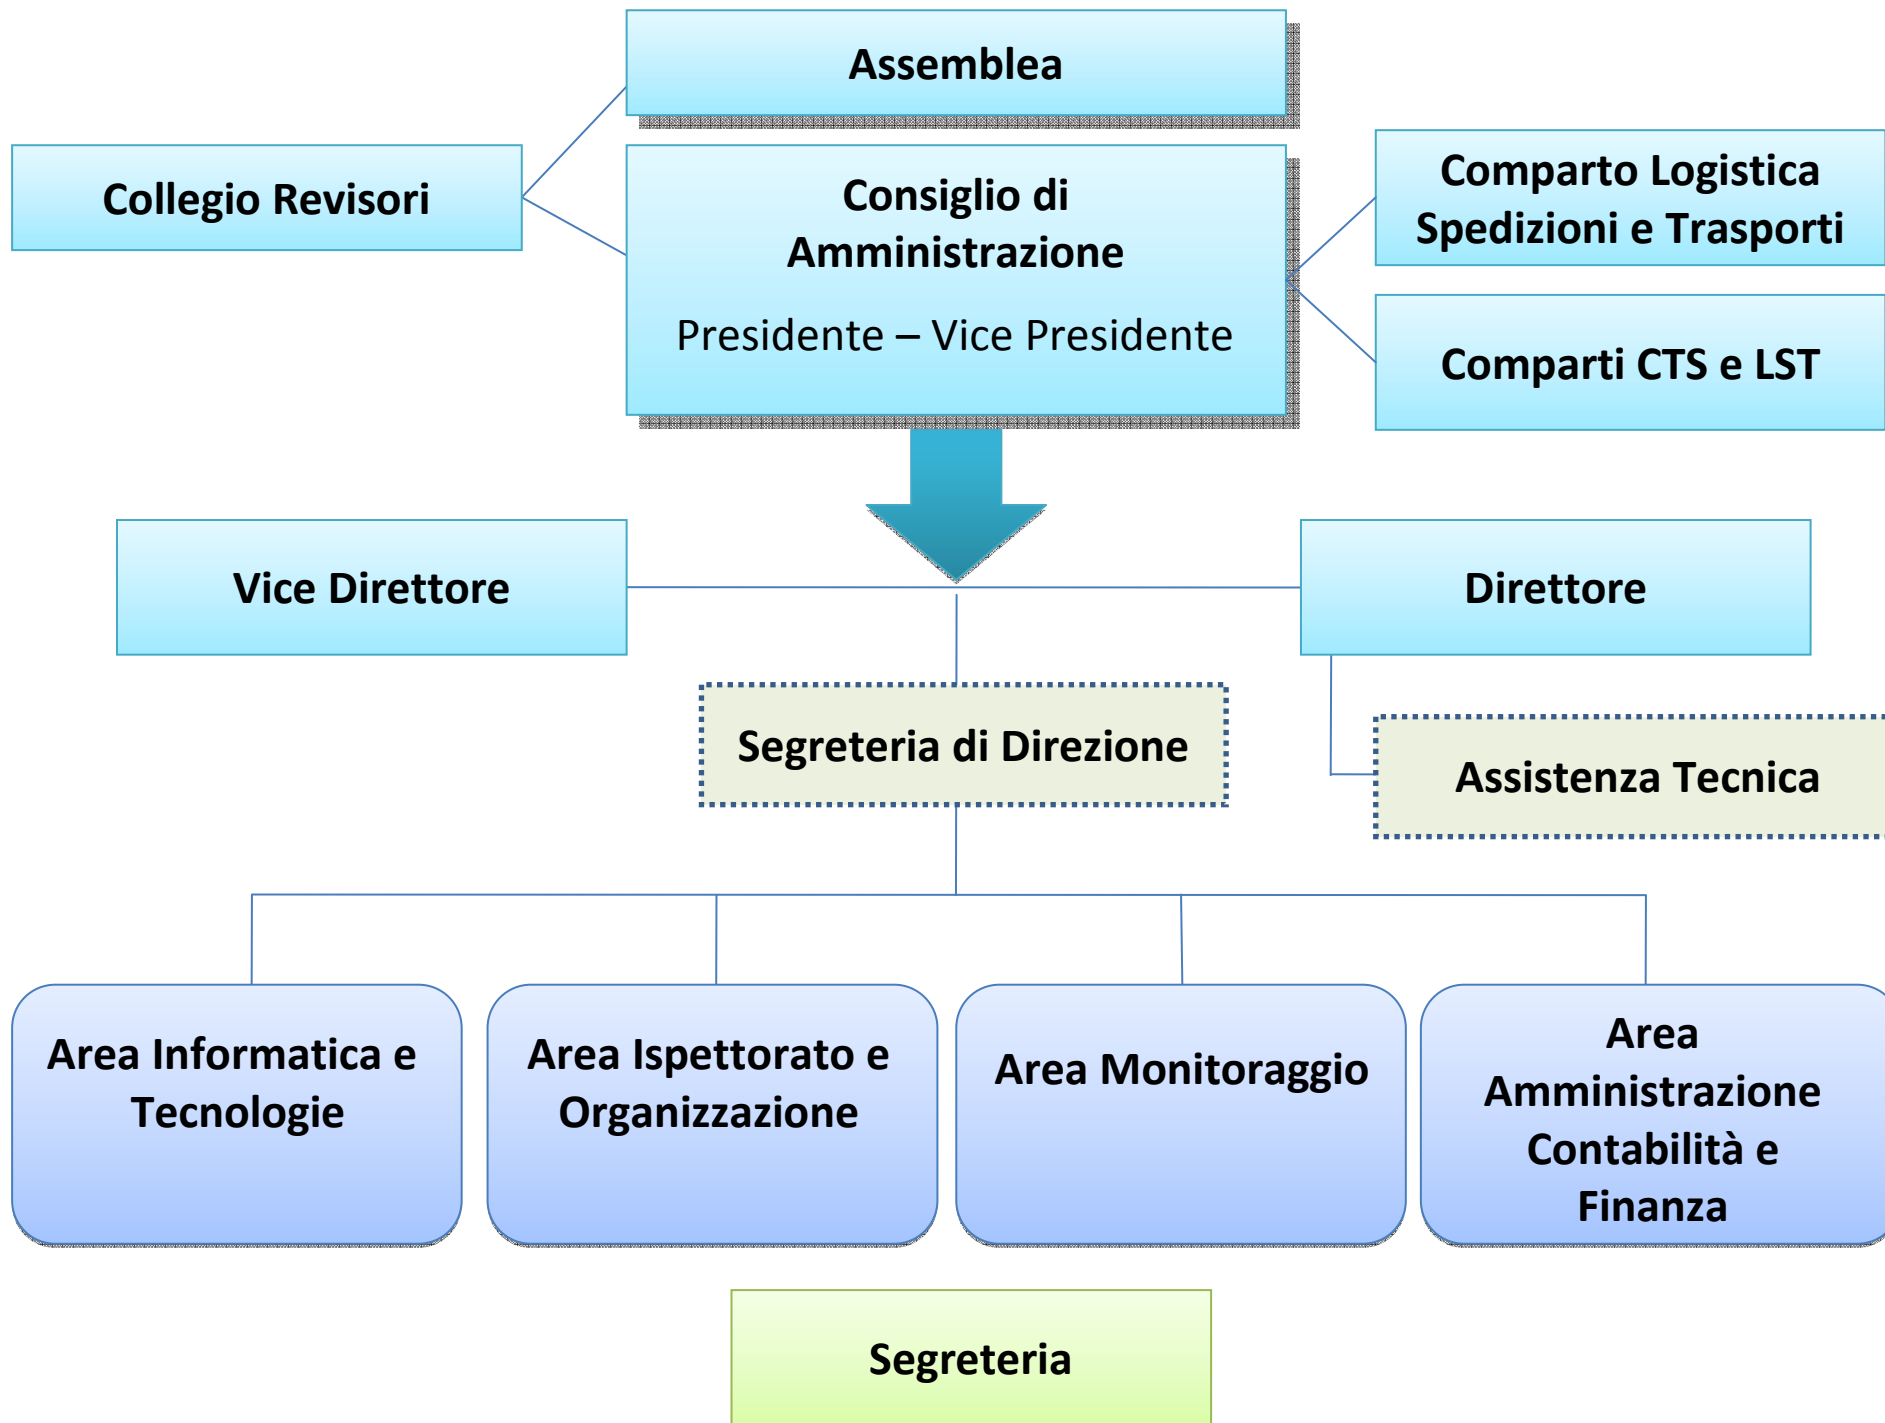 Assemblea
Collegio Revisori
Consiglio di
Amministrazione
Presidente – Vice Presidente
Comparto Logistica
Spedizioni e Trasporti
Comparti CTS e LST
Vice Direttore
Direttore
Segreteria di Direzione
Assistenza Tecnica
Area Informatica e
Tecnologie
Area Ispettorato e
Organizzazione
Area Monitoraggio
Area
Amministrazione
Contabilità e
Finanza
Segreteria